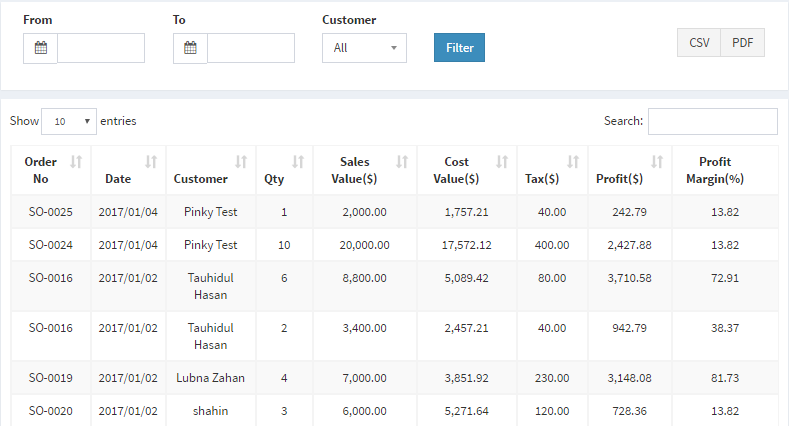 From To Customer
All Filter CSV PDF
Show 10 entries Search:
Order No Date Customer Qty Sales Value($) Cost Value($) Tax($) Profit($) Profit Margin(%)
SO-0025 2017/01/04 Pinky Test 1 2,000.00 1,757.21 40.00 242.79 13.82
SO-0024 2017/01/04 Pinky Test 10 20,000.00 17,572.12 400.00 2,427.88 13.82
SO-0016 2017/01/02 Tauhidul Hasan 6 8,800.00 5,089.42 80.00 3,710.58 72.91
SO-0016 2017/01/02 Tauhidul Hasan 2 3,400.00 2,457.21 40.00 942.79 38.37
SO-0019 2017/01/02 Lubna Zahan 4 7,000.00 3,851.92 230.00 3,148.08 81.73
SO-0020 2017/01/02 shahin 3 6,000.00 5,271.64 120.00 728.36 13.82